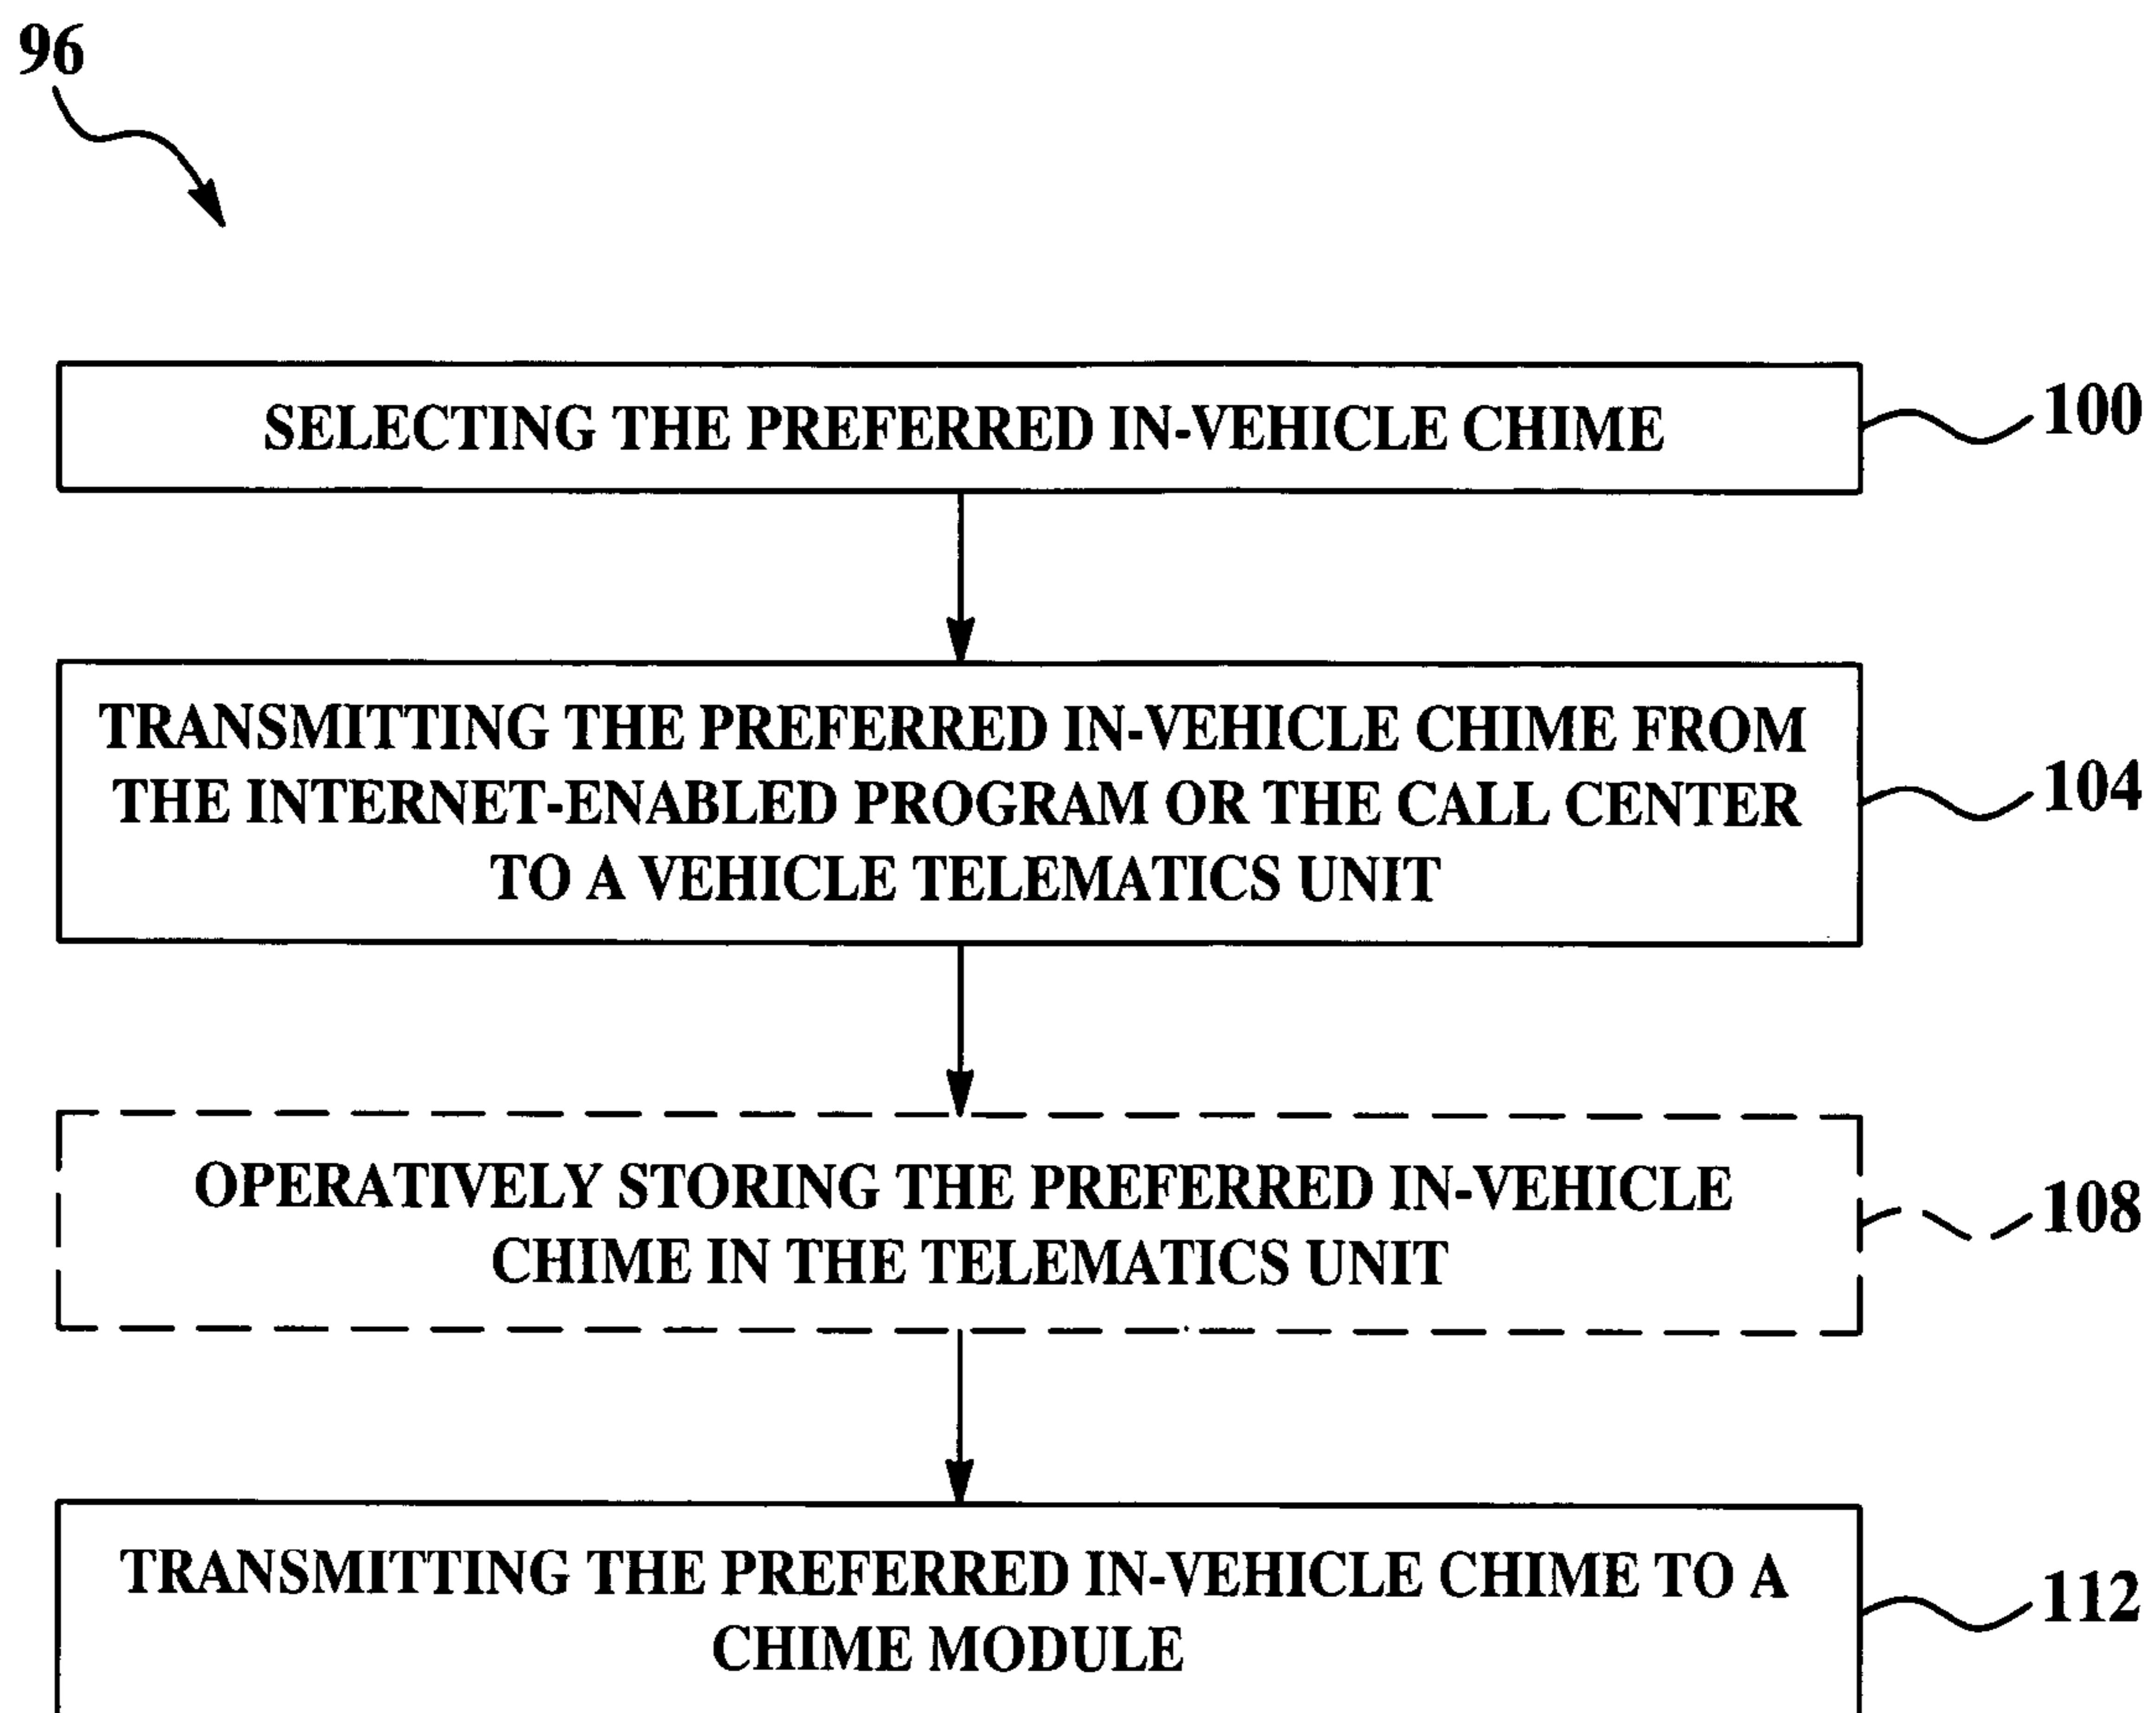 96
SELECTING THE PREFERRED IN-VEHICLE CHIME
100
TRANSMITTING THE PREFERRED IN-VEHICLE CHIME FROM
THE INTERNET-ENABLED PROGRAM OR THE CALL CENTER
TO A VEHICLE TELEMATICS UNIT
104
OPERATIVELY STORING THE PREFERRED IN-VEHICLE
CHIME IN THE TELEMATICS UNIT
108
TRANSMITTING THE PREFERRED IN-VEHICLE CHIME TO A
CHIME MODULE
112